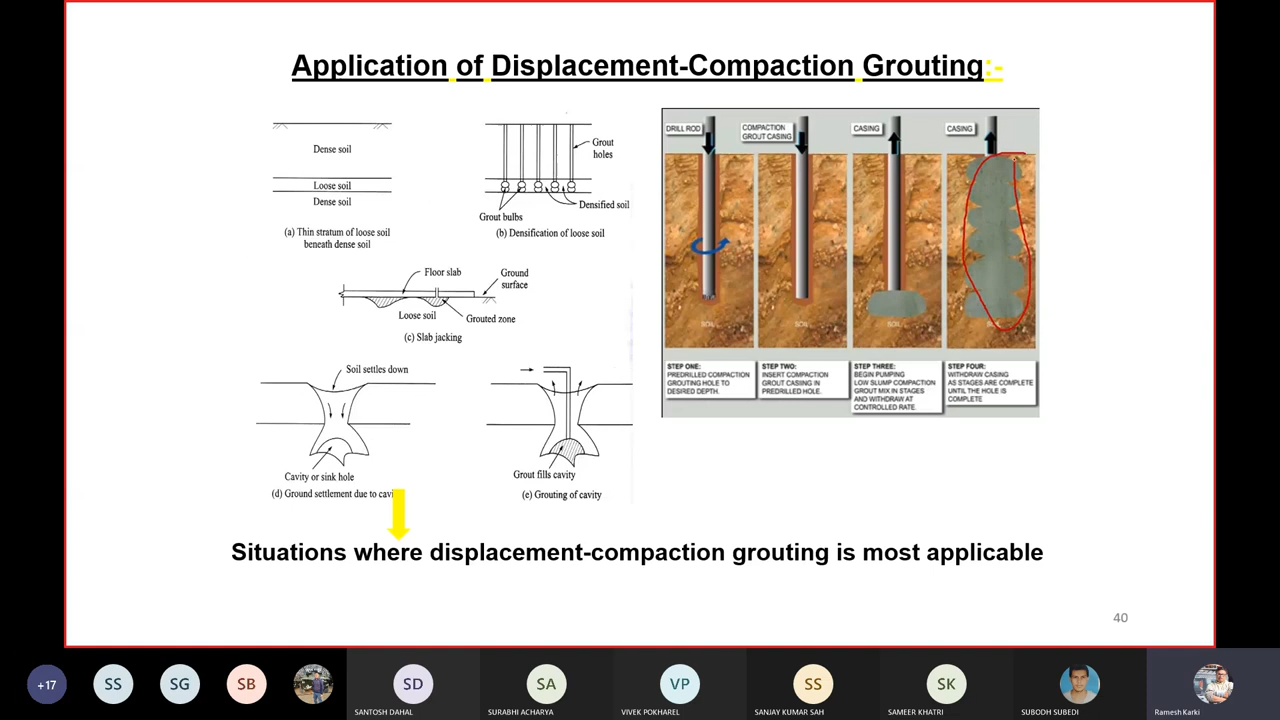 Application of Displacement-Compaction Grouting:-
Dense soil
Loose soil
Dense soil
(a) Thin stratum of loose soil
beneath dense soil
Grout
holes
Densified soil
Grout bulbs
(b) Densification of loose soil
Floor slab
Ground
surface
Loose soil
Grouted zone
(c) Slab jacking
Soil settles down
Cavity or sink hole
(d) Ground settlement due to cavi
Grout fills cavity
(e) Grouting of cavity
DRILL ROD
COMPACTION
GROUT CASING
CASING
CASING
SOIL
SOIL
SOIL
SOIL
STEP ONE:
PREDRILLED COMPACTION
GROUTING HOLE TO
DESIRED DEPTH.
STEP TWO:
INSERT COMPACTION
GROUT CASING IN
PREDRILLED HOLE.
STEP THREE:
BEGIN PUMPING
LOW SLUMP COMPACTION
GROUT MIX IN STAGES
AND WITHDRAW AT
CONTROLLED RATE.
STEP FOUR:
WITHDRAW CASING
AS STAGES ARE COMPLETE
UNTIL THE HOLE IS
COMPLETE
Situations where displacement-compaction grouting is most applicable
40
+17
SS
SG
SB
SD
SANTOSH DAHAL
SA
SURABHI ACHARYA
VP
VIVEK POKHAREL
SS
SANJAY KUMAR SAH
SK
SAMEER KHATRI
SUBODH SUBEDI
Ramesh Karki